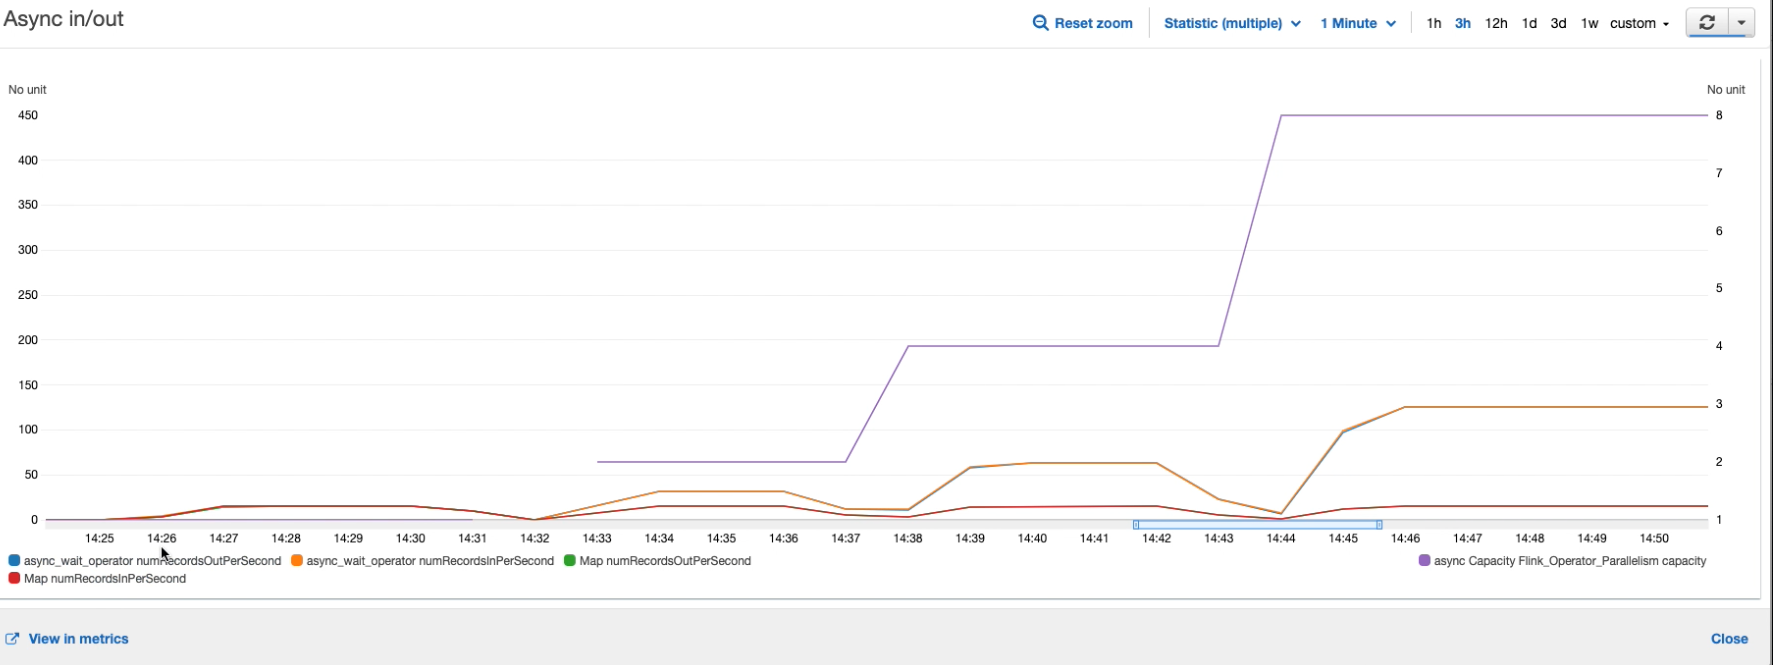 Async in/out
Reset zoom Statistic (multiple) 1 Minute 1h 3h 12h 1d 3d 1w custom
No unit No unit
450 8
400
350 7
300 6
250 5
200 4
150
100 3
50 2
0 1
14:25 14:26 14:27 14:28 14:29 14:30 14:31 14:32 14:33 14:34 14:35 14:36 14:37 14:38 14:39 14:40 14:41 14:42 14:43 14:44 14:45 14:46 14:47 14:48 14:49 14:50
async_wait_operator numRecordsOutPerSecond async_wait_operator numRecordsInPerSecond Map numRecordsOutPerSecond async Capacity Flink_Operator_Parallelism capacity
Map numRecordsInPerSecond
View in metrics Close